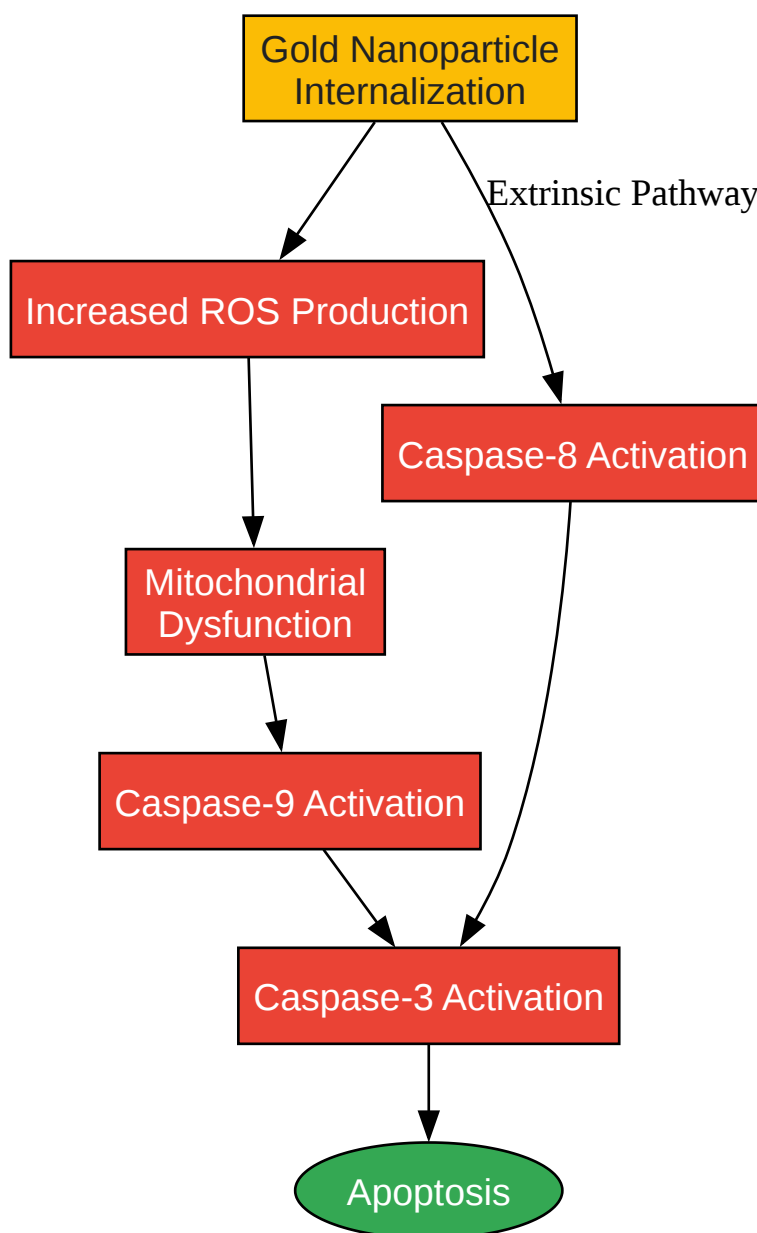 Gold Nanoparticle
Internalization
Extrinsic Pathway
Increased ROS Production
Caspase-8 Activation
Mitochondrial
Dysfunction
Caspase-9 Activation
Caspase-3 Activation
Apoptosis